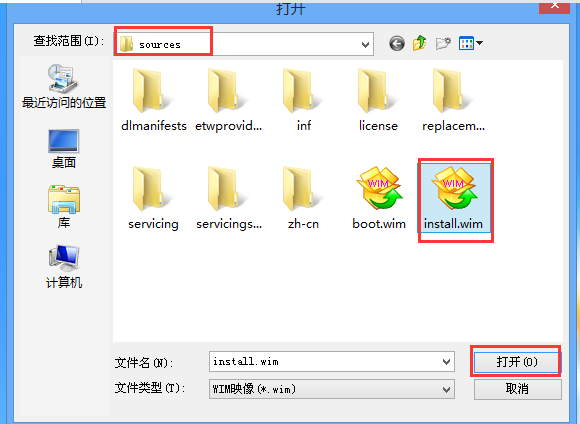 打开
查找范围(I):
sources
最近访问的位置
桌面
库
计算机
dlmanifests
etwprovid...
inf
license
replacem...
servicing
servicings...
zh-cn
WIM
boot.wim
WIM
install.wim
文件名(N):
install.wim
打开(O)
文件类型(T):
WIM映像(*.wim)
取消